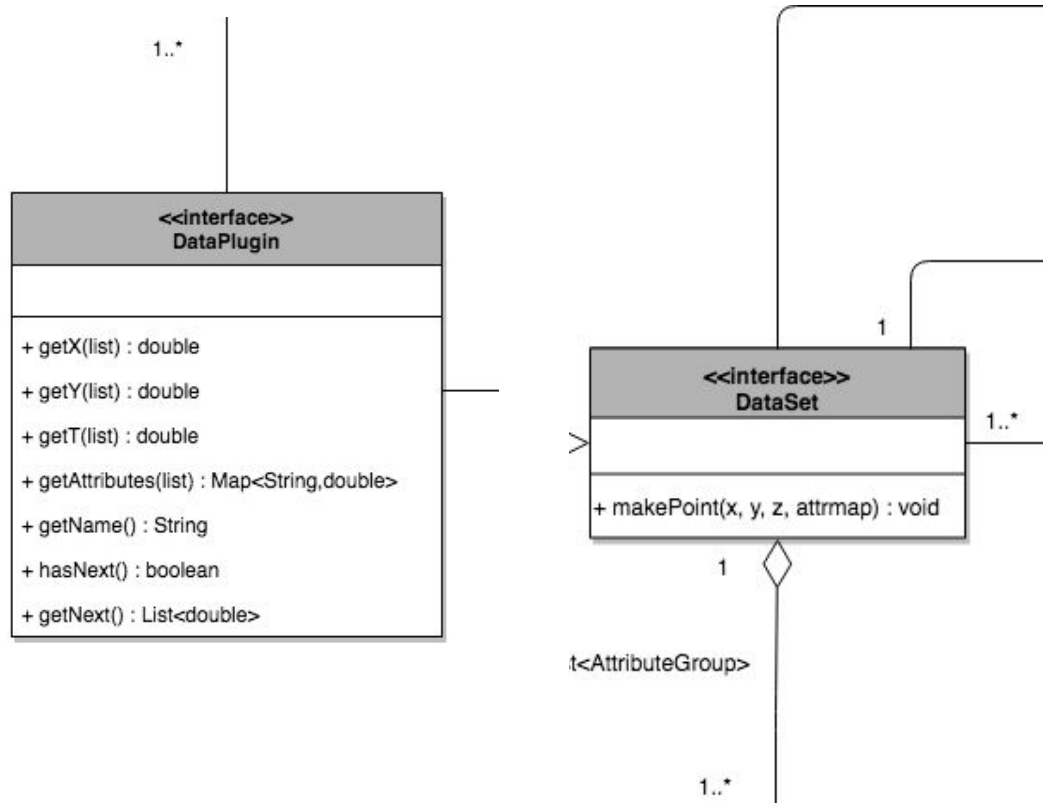 1..*
<<interface>>
DataPlugin
+ getX(list) : double
+ getY(list) : double
+ getT(list) : double
+ getAttributes(list) : Map<String,double>
+ getName() : String
+ hasNext() : boolean
+ getNext() : List<double>
1
<<interface>>
DataSet
1..*
+ makePoint(x, y, z, attrmap) : void
1
t<AttributeGroup>
1..*